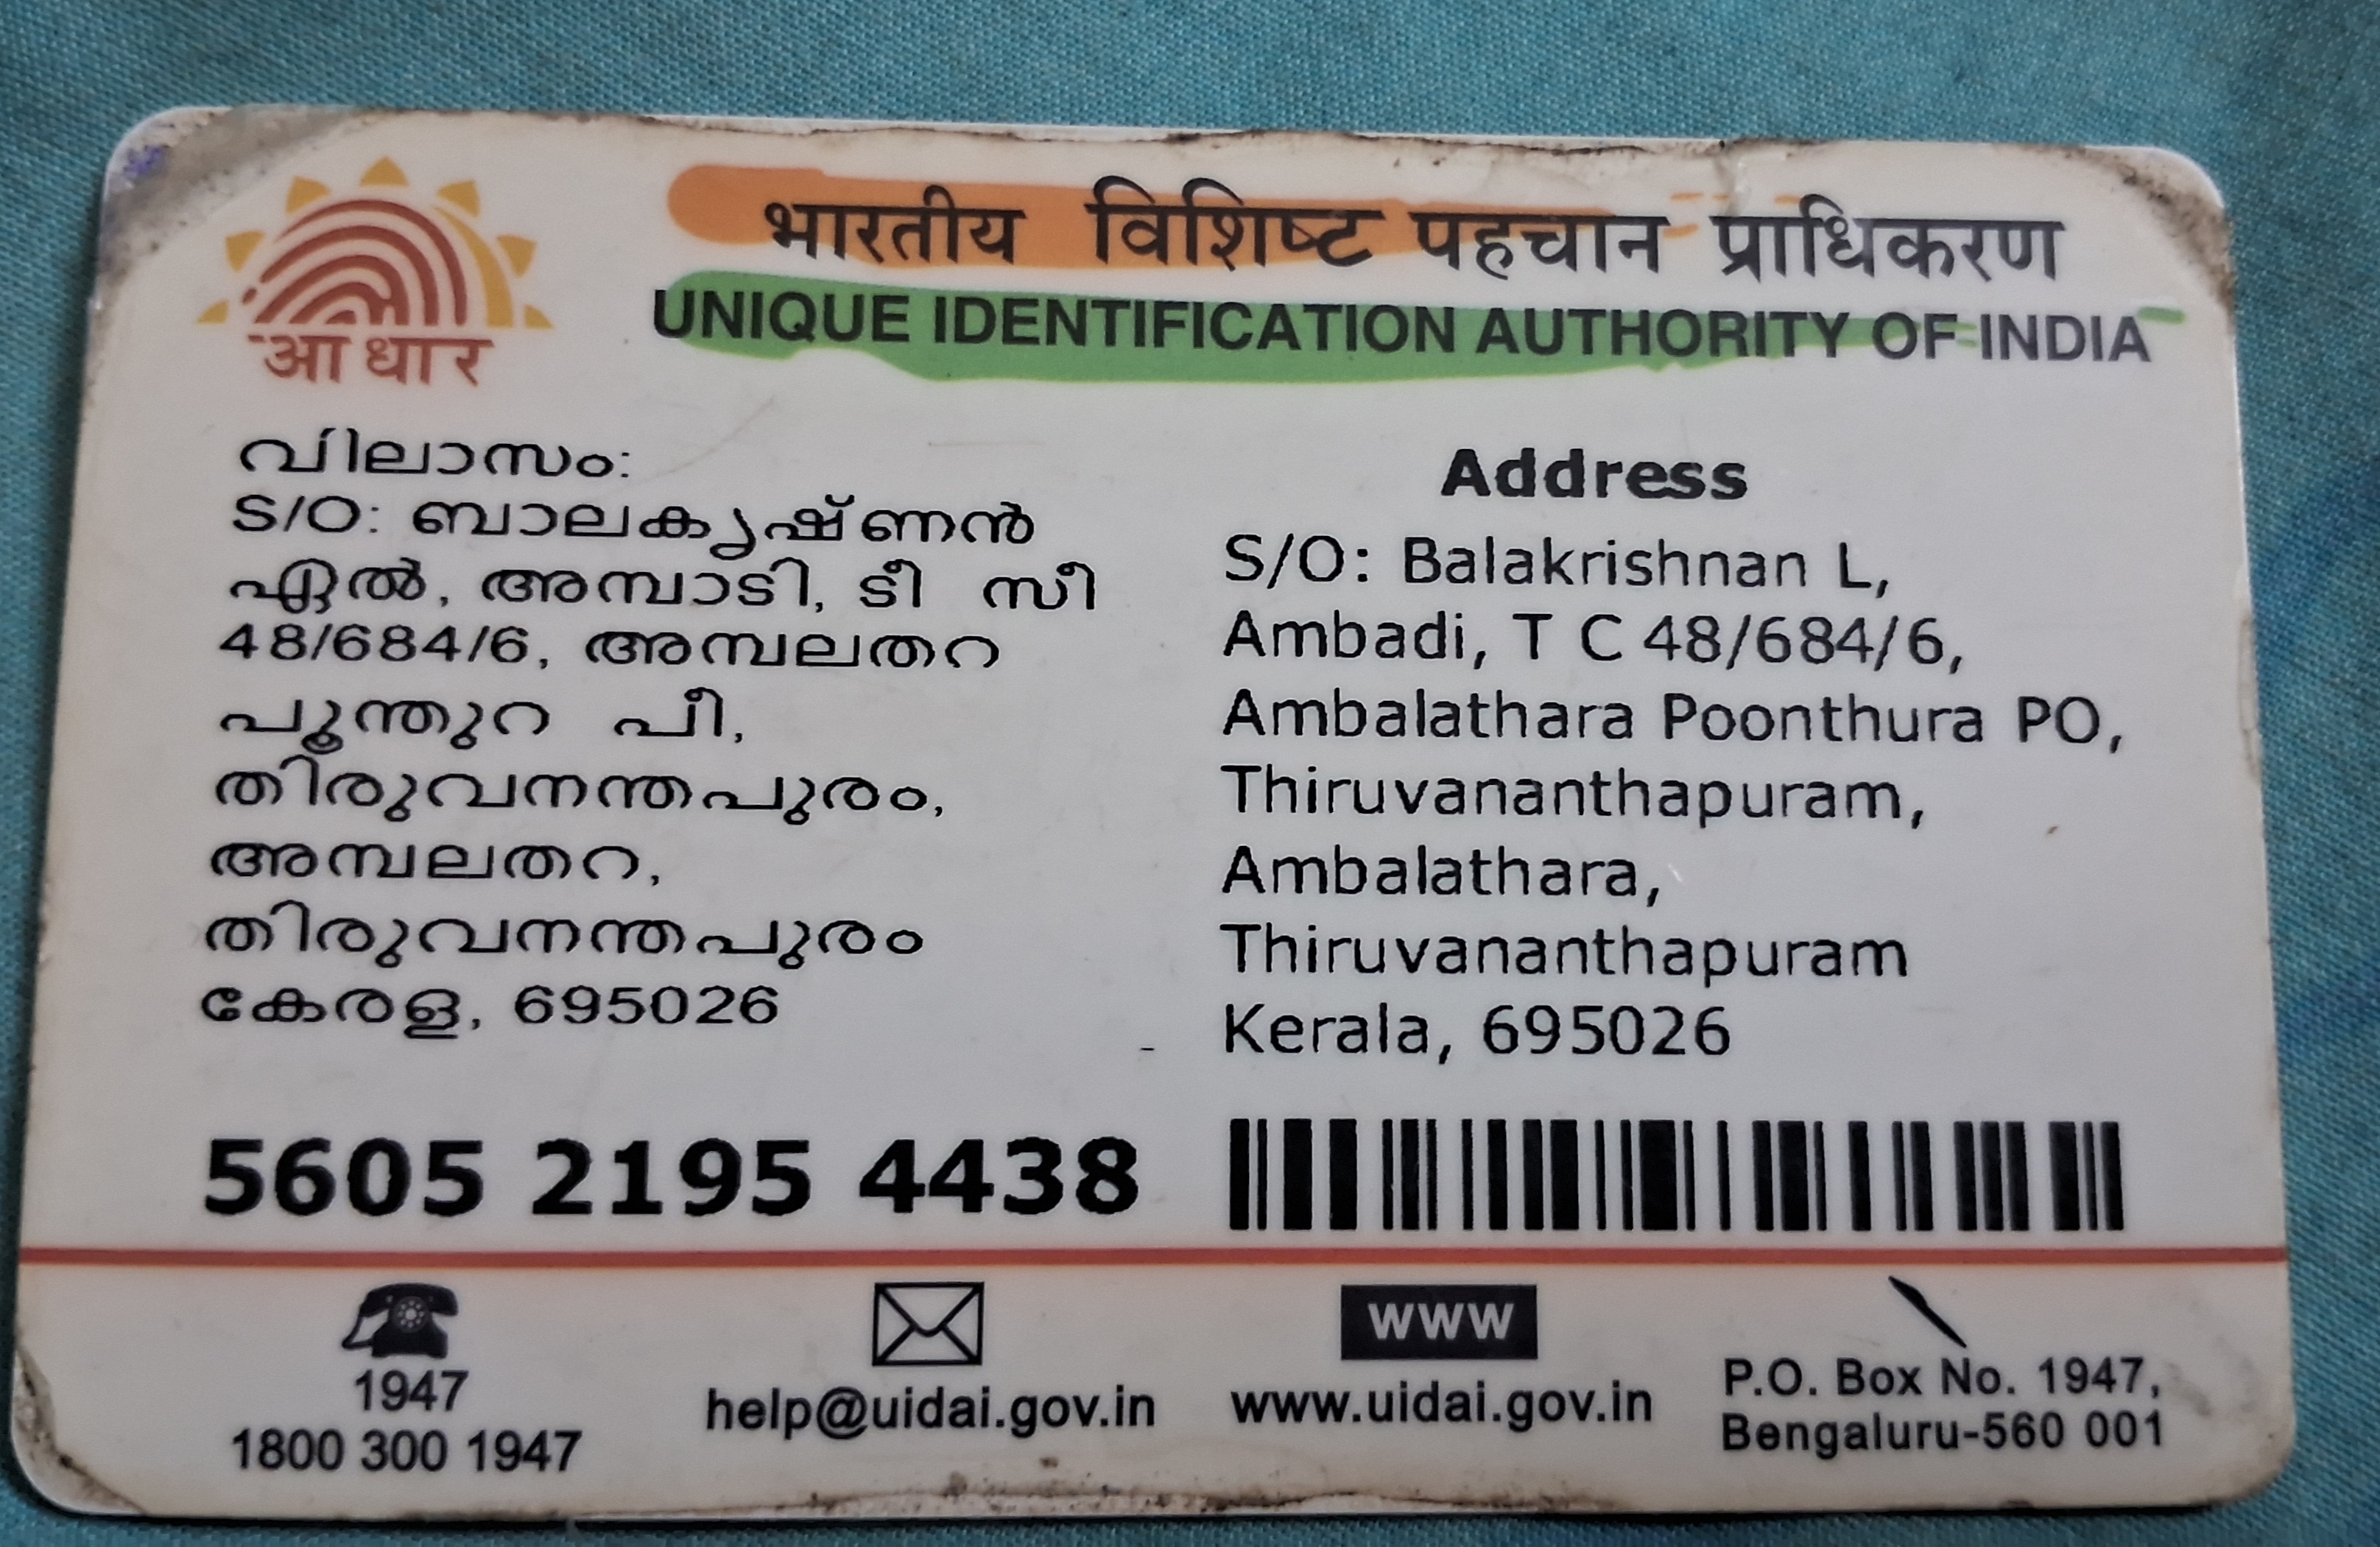 आधार
भारतीय विशिष्ट पहचान प्राधिकरण
UNIQUE IDENTIFICATION AUTHORITY OF INDIA
വിലാസം:
S/O: ബാലകൃഷ്ണൻ
എൽ, അമ്പാടി, ടീ സീ
48/684/6, അമ്പലതറ
പൂന്തുറ പീ,
തിരുവനന്തപുരം,
അമ്പലതറ,
തിരുവനന്തപുരം
കേരള, 695026
Address
S/O: Balakrishnan L,
Ambadi, T C 48/684/6,
Ambalathara Poonthura PO,
Thiruvananthapuram,
Ambalathara,
Thiruvananthapuram
Kerala, 695026
5605 2195 4438
1947
1800 300 1947
help@uidai.gov.in
WWW
www.uidai.gov.in
P.O. Box No. 1947,
Bengaluru-560 001